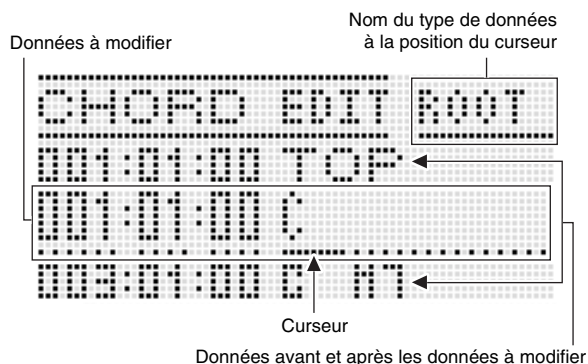 Nom du type de données
à la position du curseur
Données à modifier
CHORD EDIT ROOT
001:01:00 TOP
001:01:00 C
003:01:00 C M7
Curseur
Données avant et après les données à modifier